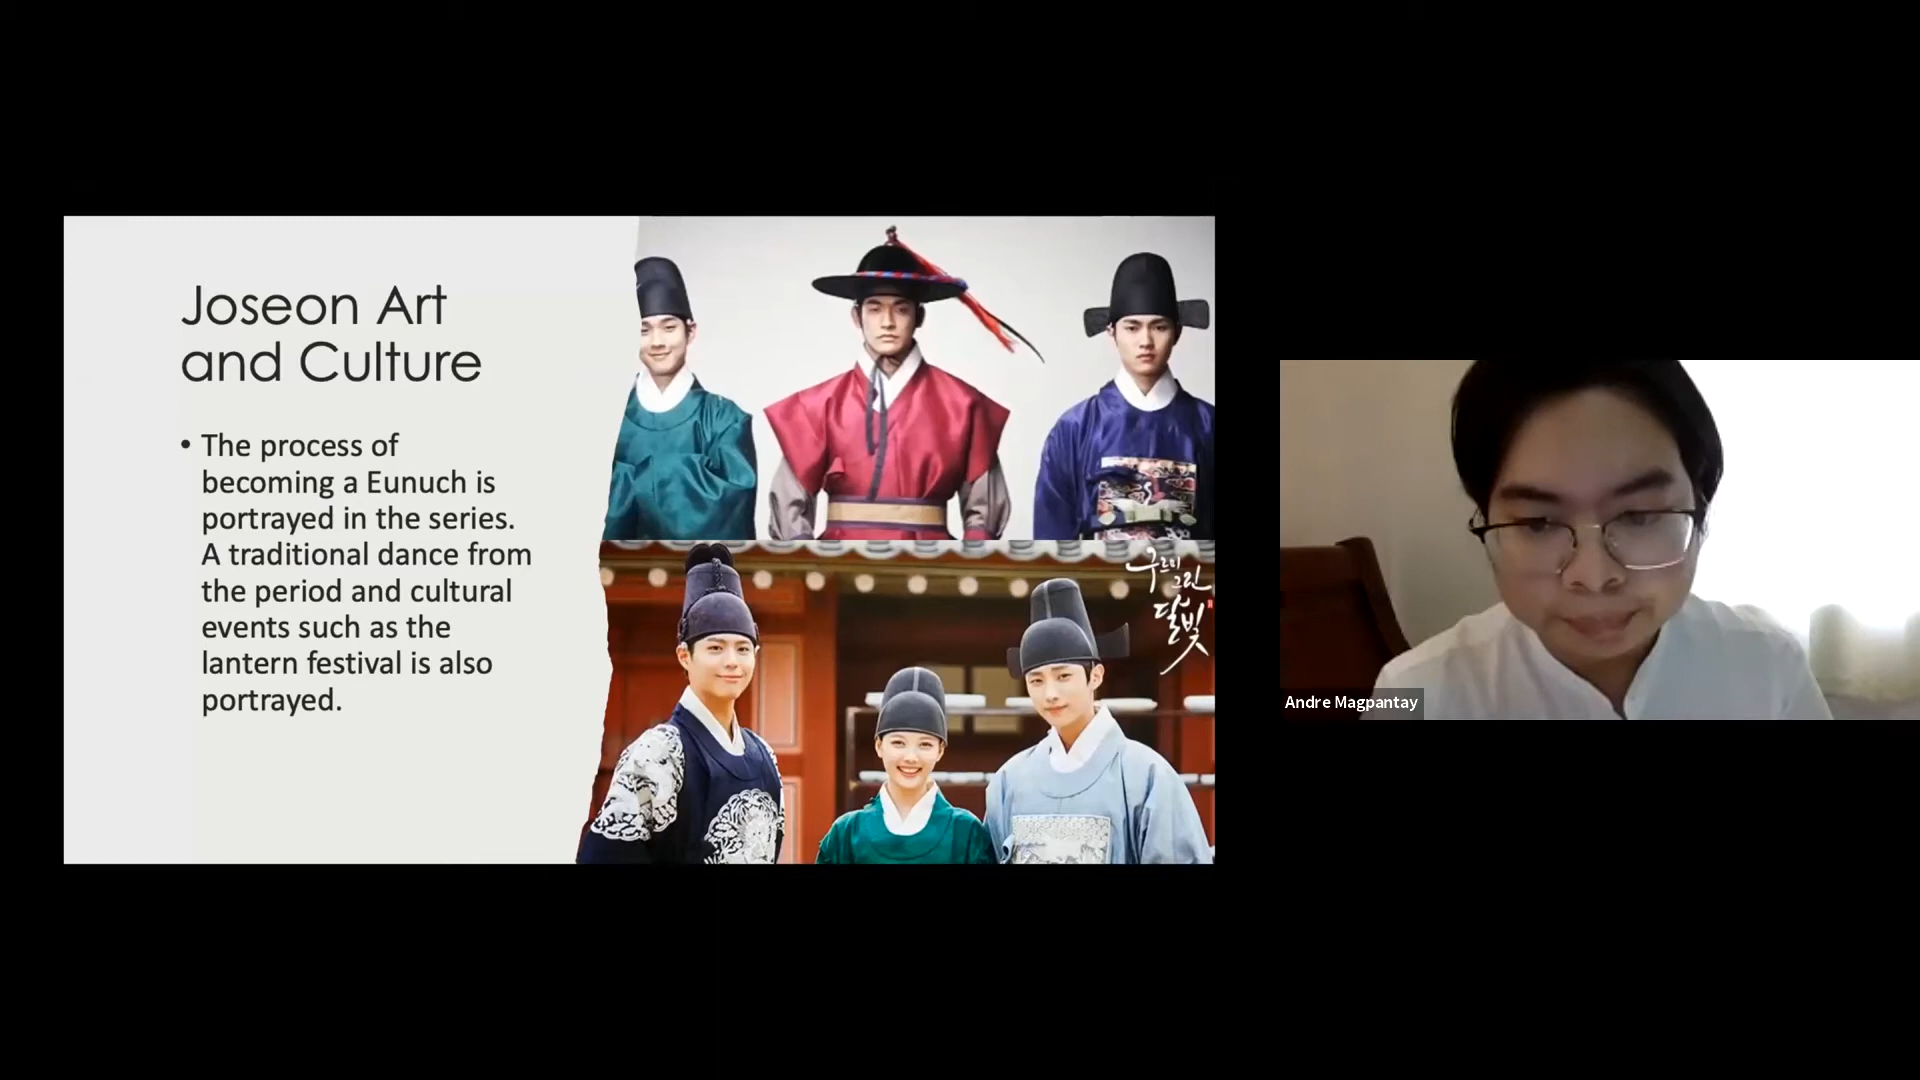 Joseon Art
and Culture
• The process of
becoming a Eunuch is
portrayed in the series.
A traditional dance from
the period and cultural
events such as the
lantern festival is also
portrayed.
구르미
그린
달빛
Andre Magpantay